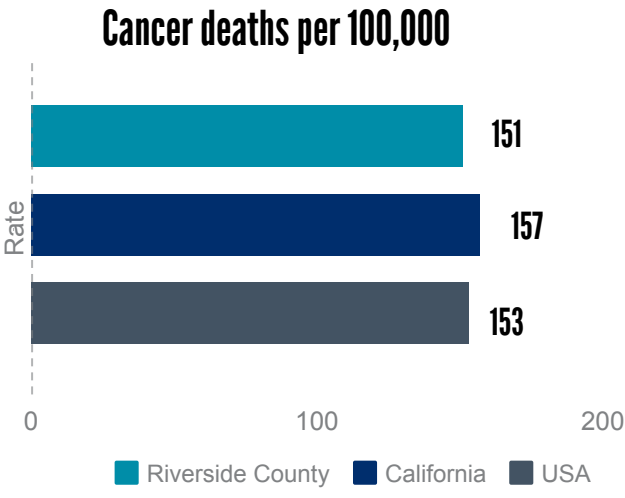 Cancer deaths per 100,000
151
Rate
157
153
0 100 200
Riverside County California USA